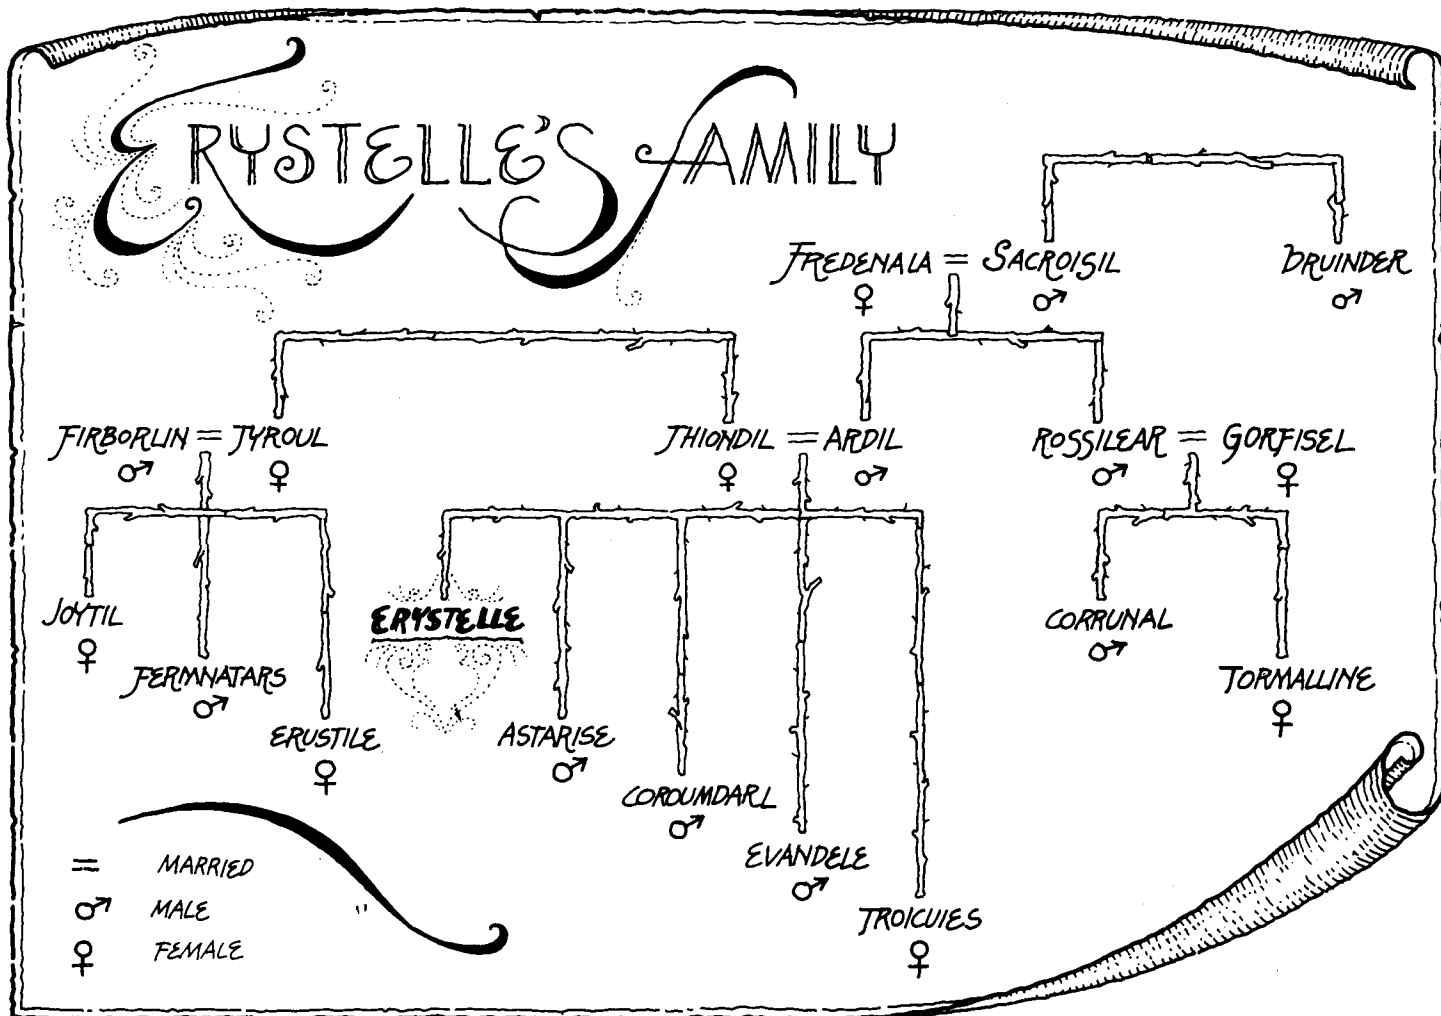 ERYSTELLE'S FAMILY
FREDENALA = SACROISIL DRUINDER
♀ ♂ ♂
FIRBORLIN = TYROUL THIONDIL = ARDIL ROSSILEAR = GORFISEL
♂ ♀ ♀ ♂ ♂ ♀
JOYTIL ERYSTELLE CORRUNAL
♀ ♂
FERMNATARS TORMALLINE
♂ ♀
ERUSTILE ASTARISE
♀ ♂
COROUMDARL
♂
EVANDELE
♂
TROICUIES
♀
= MARRIED
♂ MALE
♀ FEMALE